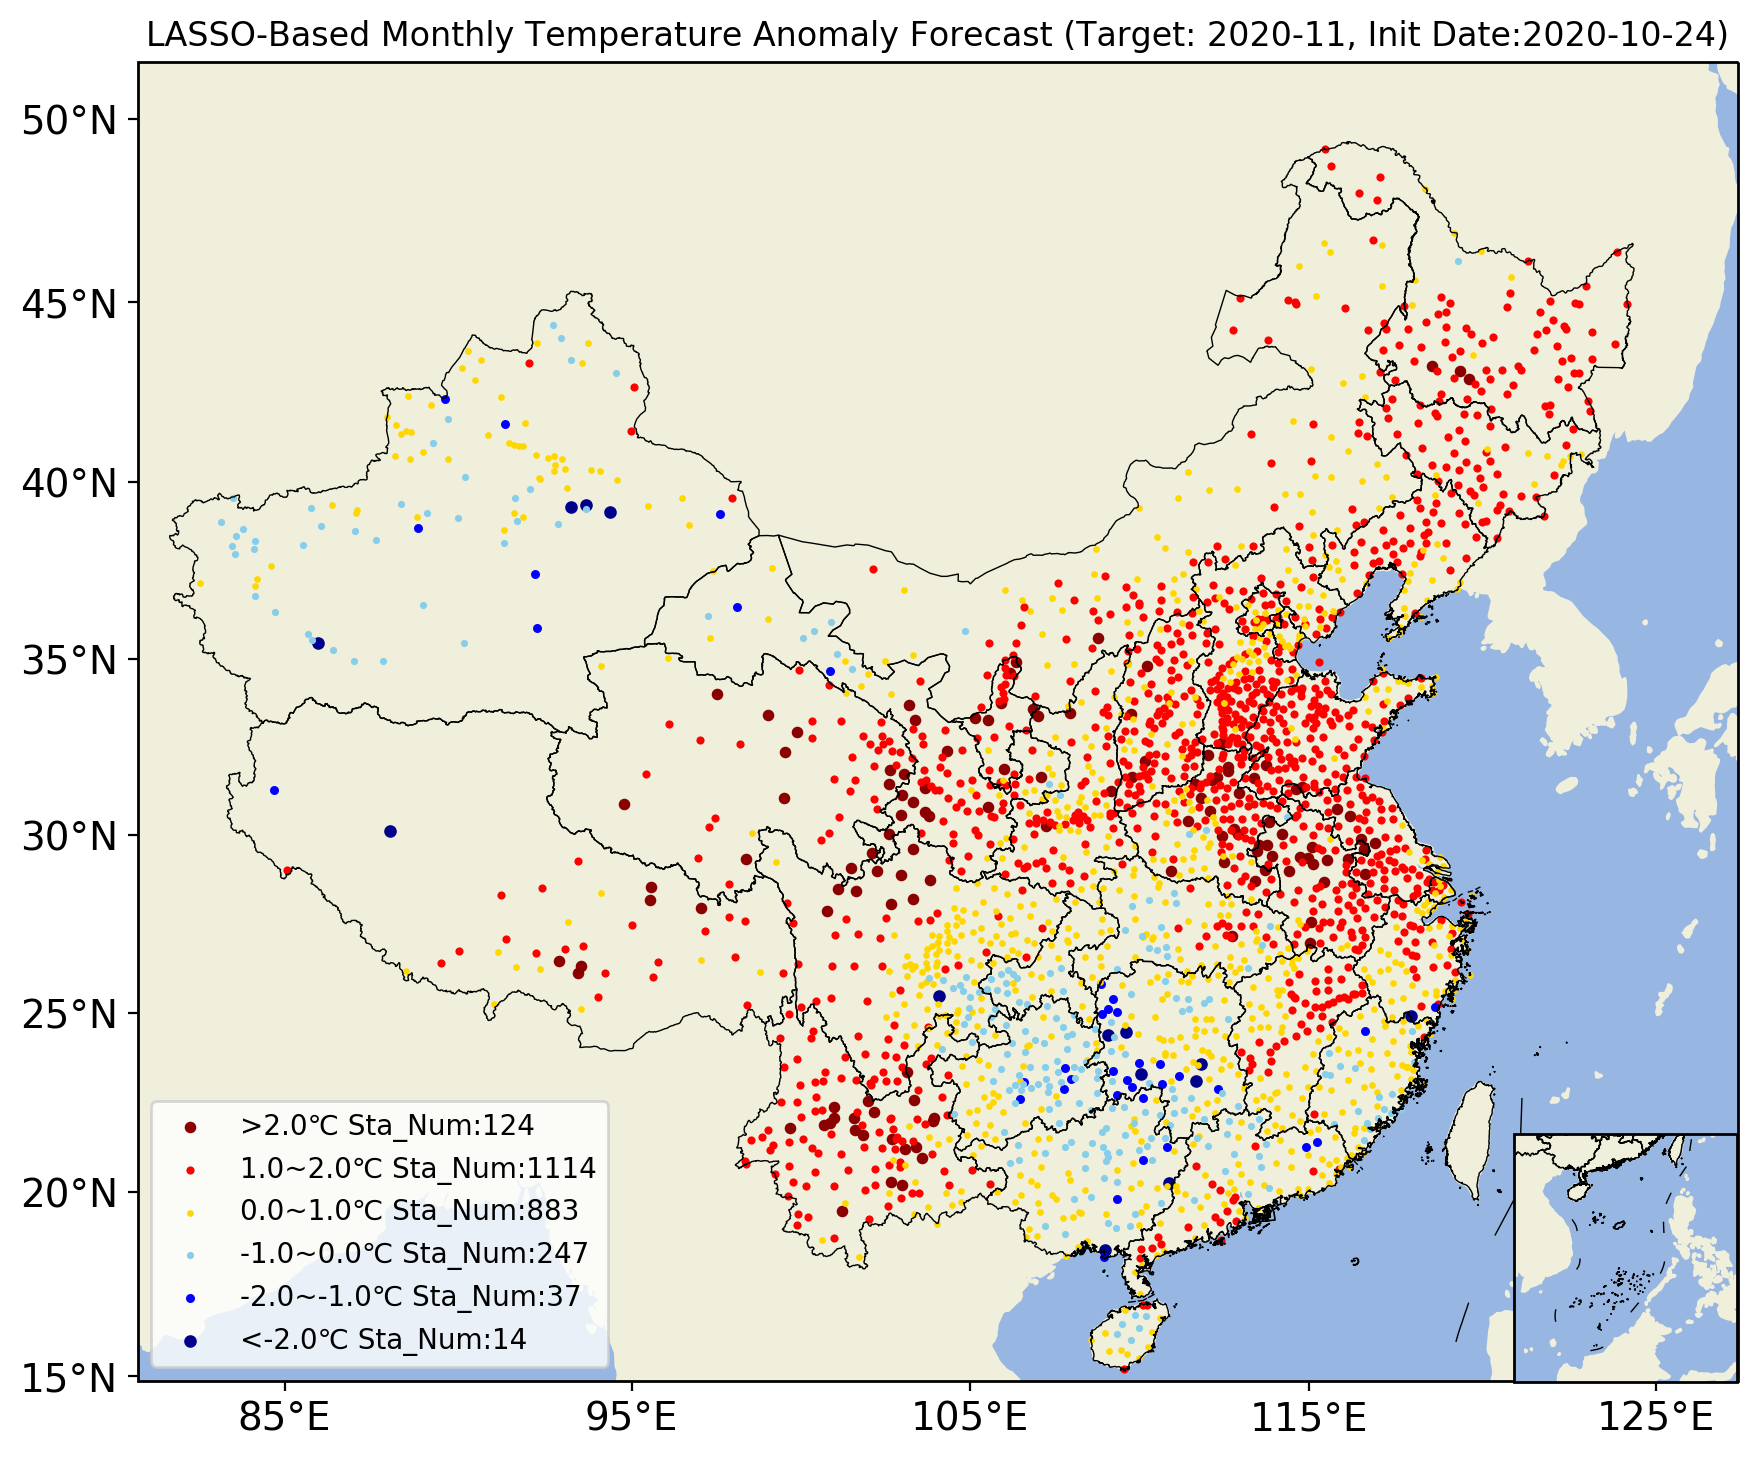 LASSO-Based Monthly Temperature Anomaly Forecast (Target: 2020-11, Init Date:2020-10-24)
50°N
45°N
40°N
35°N
30°N
25°N
20°N
15°N
>2.0℃ Sta_Num:124
1.0~2.0℃ Sta_Num:1114
0.0~1.0℃ Sta_Num:883
-1.0~0.0℃ Sta_Num:247
-2.0~-1.0℃ Sta_Num:37
<-2.0℃ Sta_Num:14
85°E
95°E
105°E
115°E
125°E